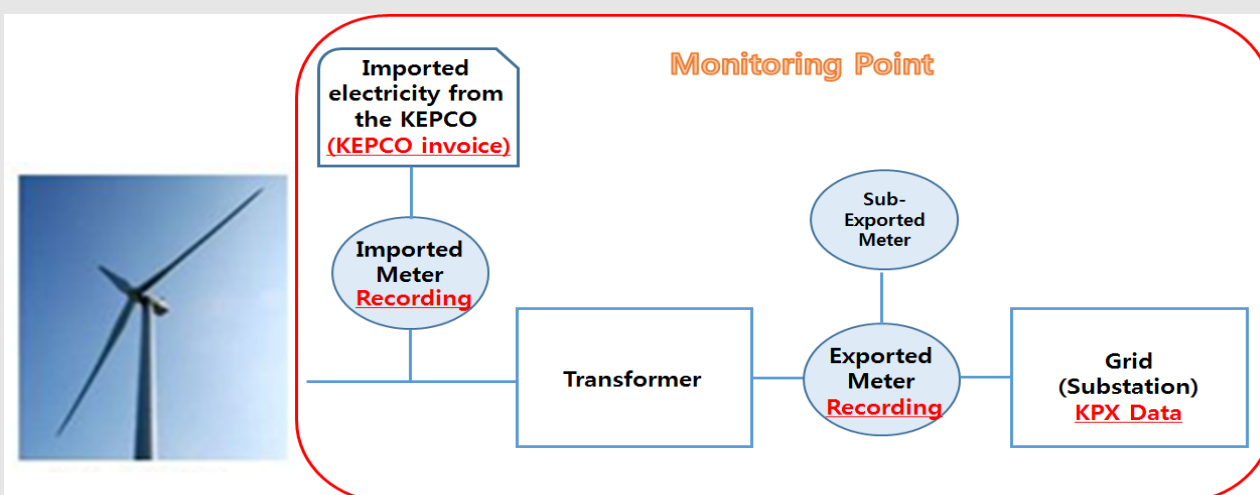 Monitoring Point
Imported
electricity from
the KEPCO
(KEPCO invoice)
Imported
Meter
Recording
Sub-
Exported
Meter
Transformer
Exported
Meter
Recording
Grid
(Substation)
KPX Data